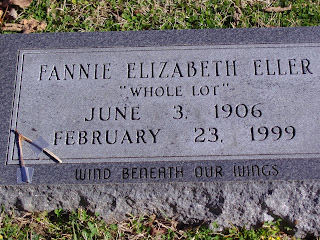 FANNIE ELIZABETH ELLER
"WHOLE LOT"
JUNE 3, 1906
FEBRUARY 23, 1999
WIND BENEATH OUR WINGS